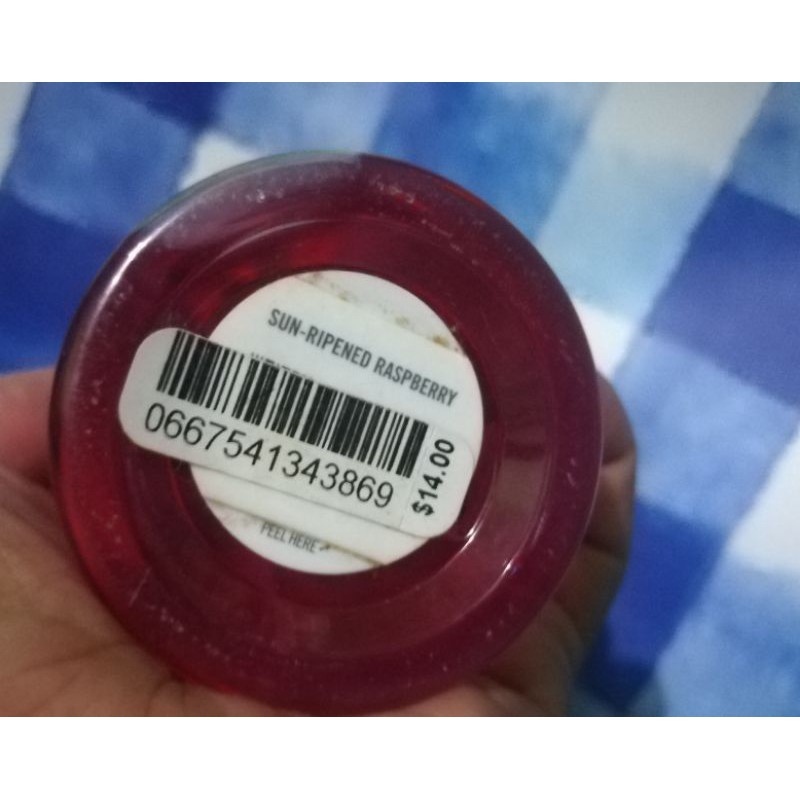 SUN-RIPENED RASPBERRY
0667541343869
$14.00
PEEL HERE